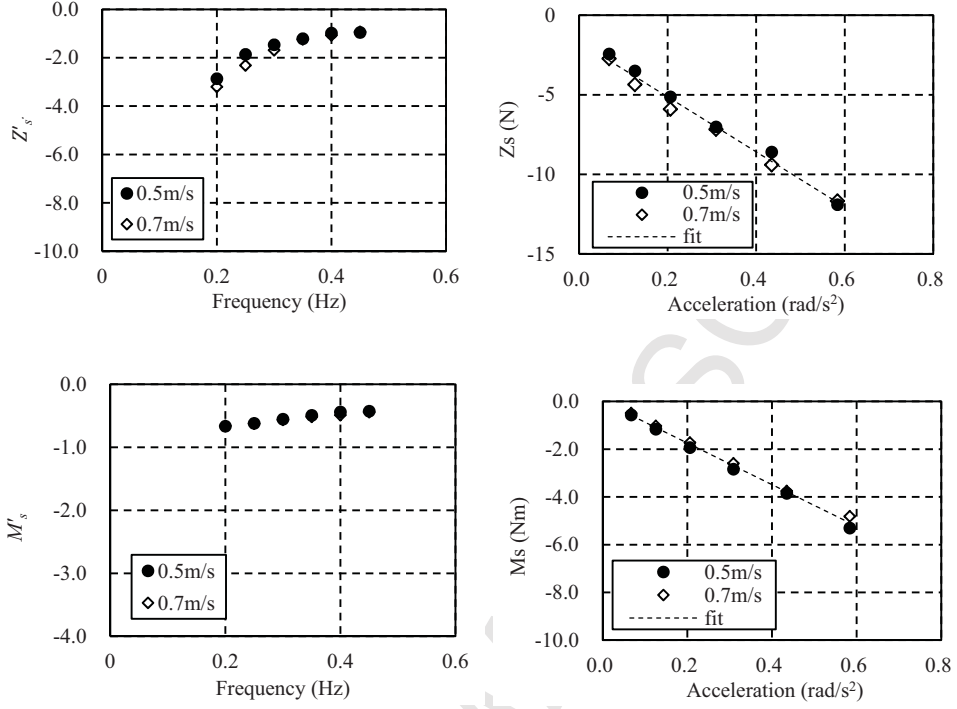 0.0
-2.0
-4.0
-6.0
-8.0
-10.0
Z's'
0.5m/s
0.7m/s
0 0.2 0.4 0.6
Frequency (Hz)
0
-5
-10
-15
Zs (N)
0.5m/s
0.7m/s
fit
0 0.2 0.4 0.6 0.8
Acceleration (rad/s²)
0.0
-1.0
-2.0
-3.0
-4.0
M's
0.5m/s
0.7m/s
0 0.2 0.4 0.6
Frequency (Hz)
0.0
-2.0
-4.0
-6.0
-8.0
-10.0
Ms (Nm)
0.5m/s
0.7m/s
fit
0.0 0.2 0.4 0.6 0.8
Acceleration (rad/s²)